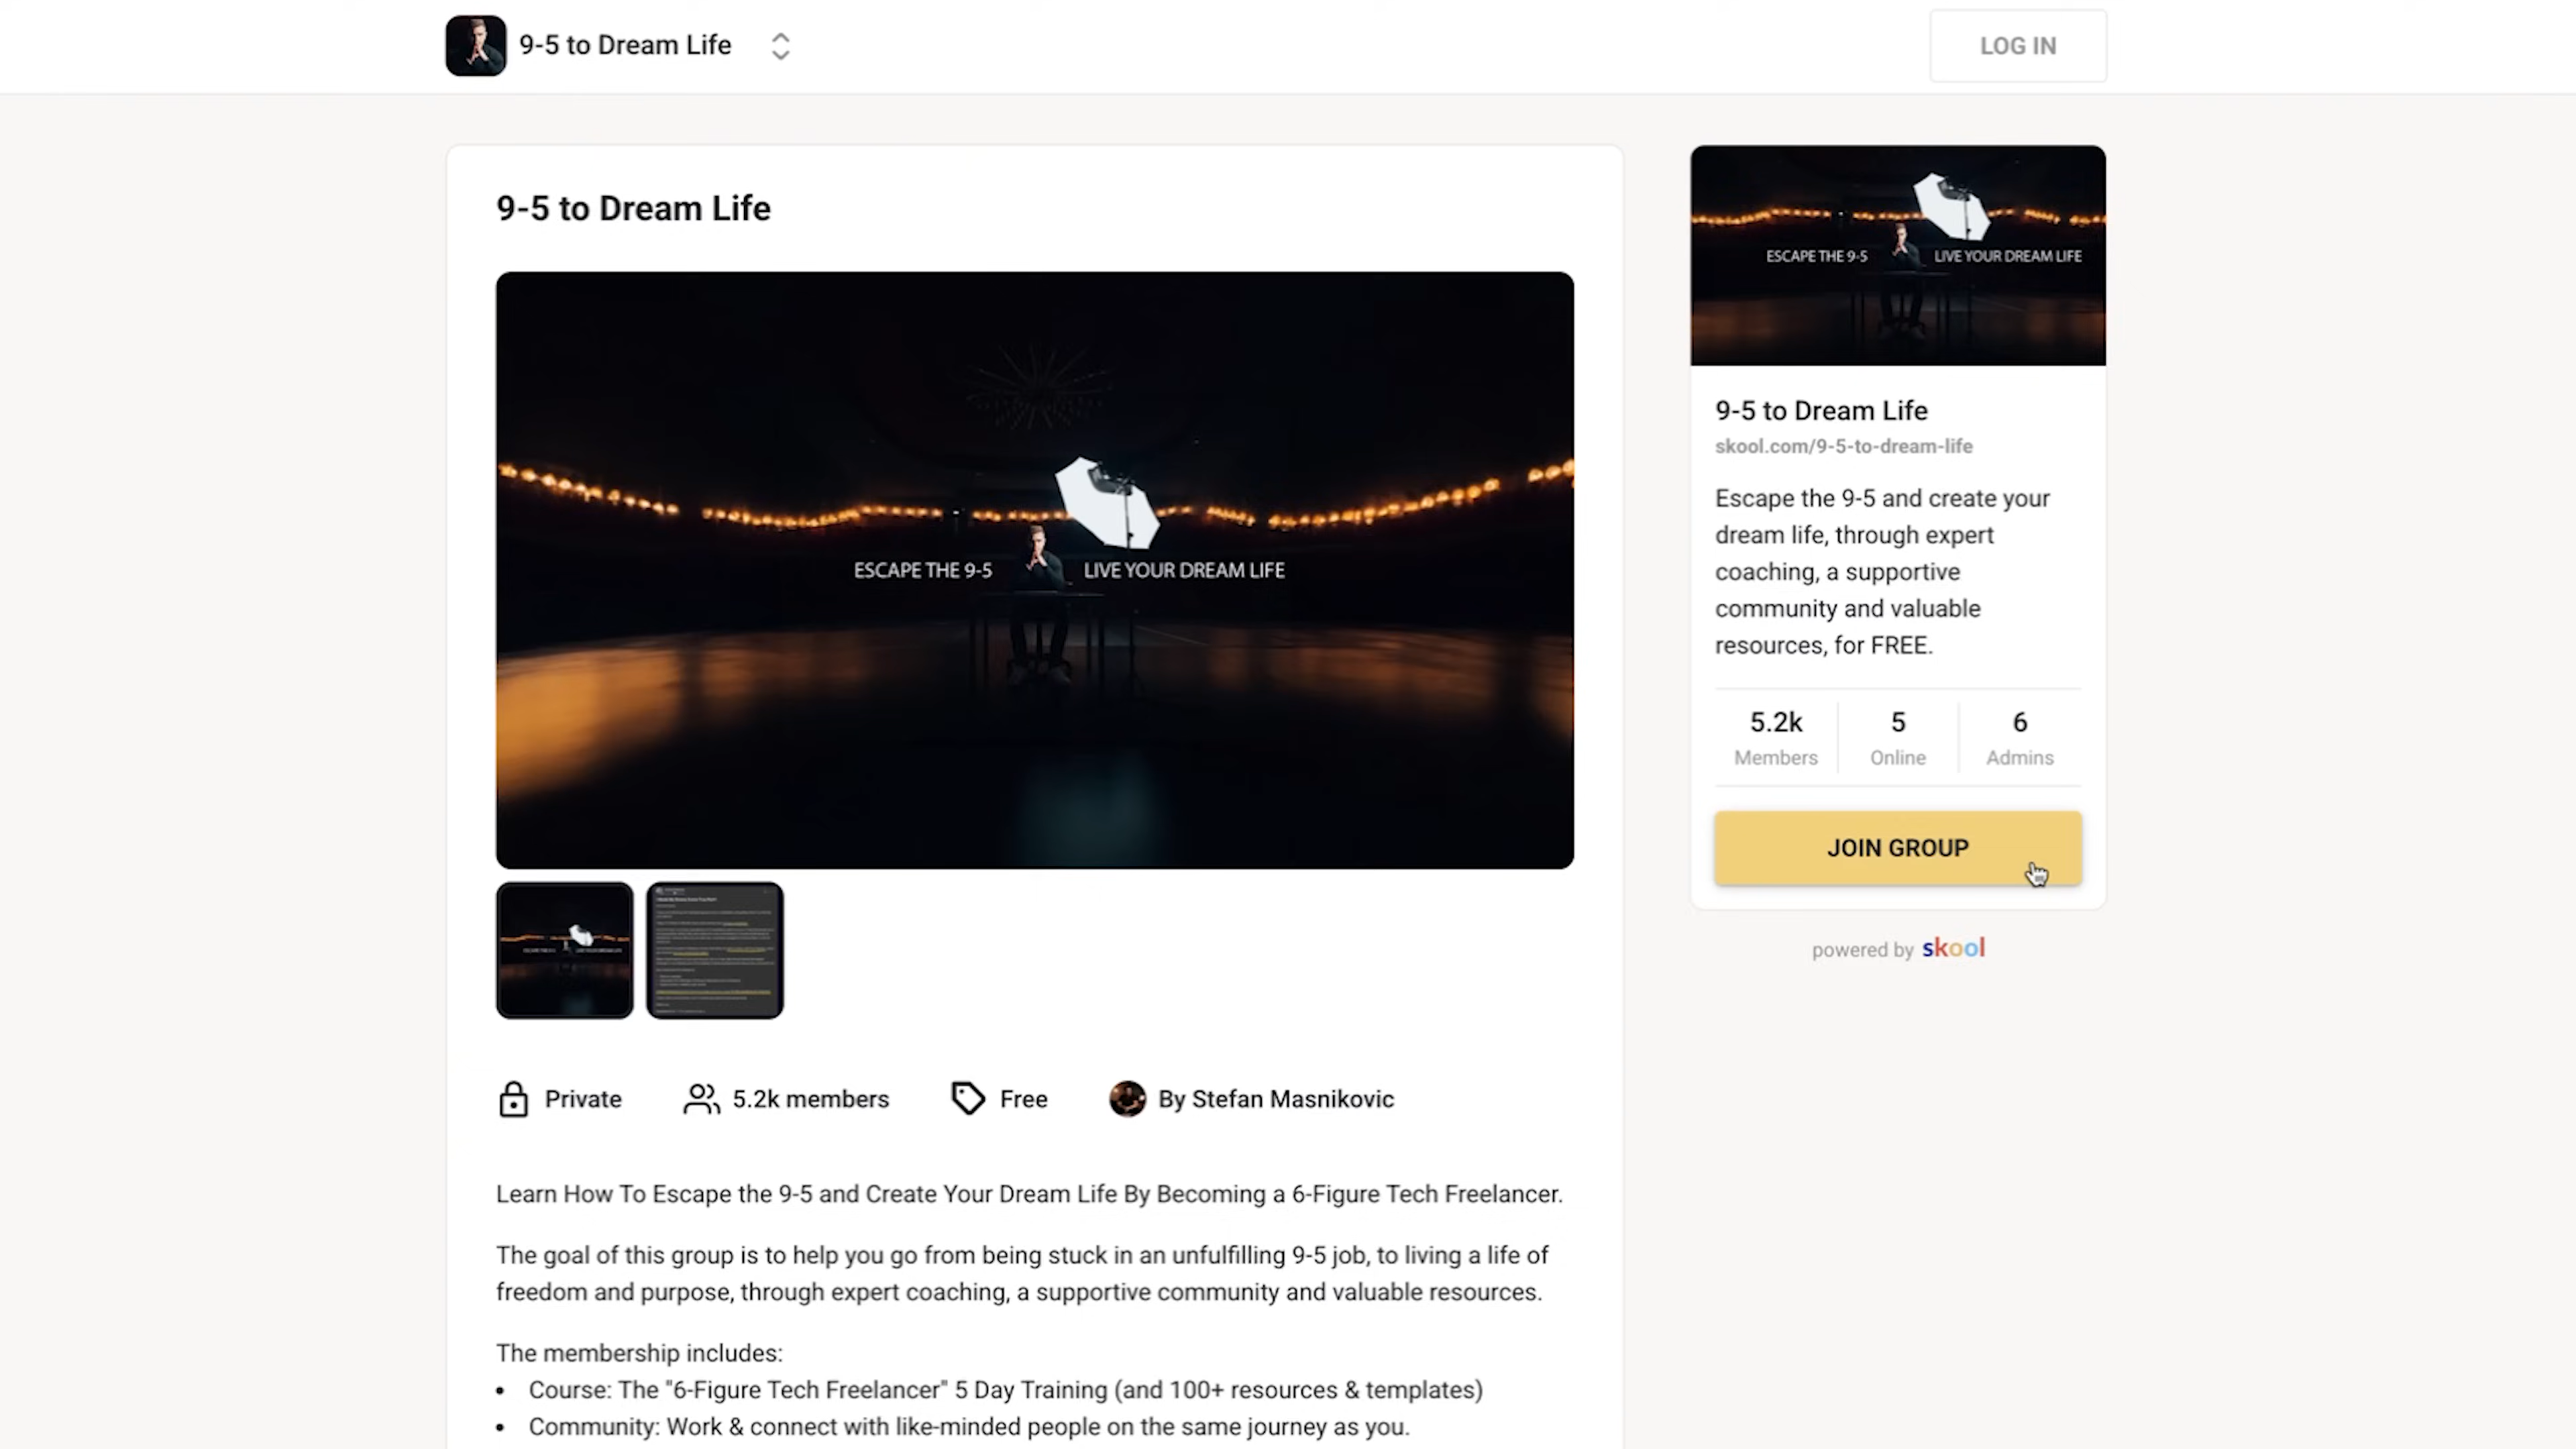 9-5 to Dream Life
LOG IN
9-5 to Dream Life
ESCAPE THE 9-5 LIVE YOUR DREAM LIFE
Private 5.2k members Free By Stefan Masnikovic
Learn How To Escape the 9-5 and Create Your Dream Life By Becoming a 6-Figure Tech Freelancer.
The goal of this group is to help you go from being stuck in an unfulfilling 9-5 job, to living a life of
freedom and purpose, through expert coaching, a supportive community and valuable resources.
The membership includes:
• Course: The "6-Figure Tech Freelancer" 5 Day Training (and 100+ resources & templates)
• Community: Work & connect with like-minded people on the same journey as you.
ESCAPE THE 9-5 LIVE YOUR DREAM LIFE
9-5 to Dream Life
skool.com/9-5-to-dream-life
Escape the 9-5 and create your
dream life, through expert
coaching, a supportive
community and valuable
resources, for FREE.
5.2k 5 6
Members Online Admins
JOIN GROUP
powered by skool